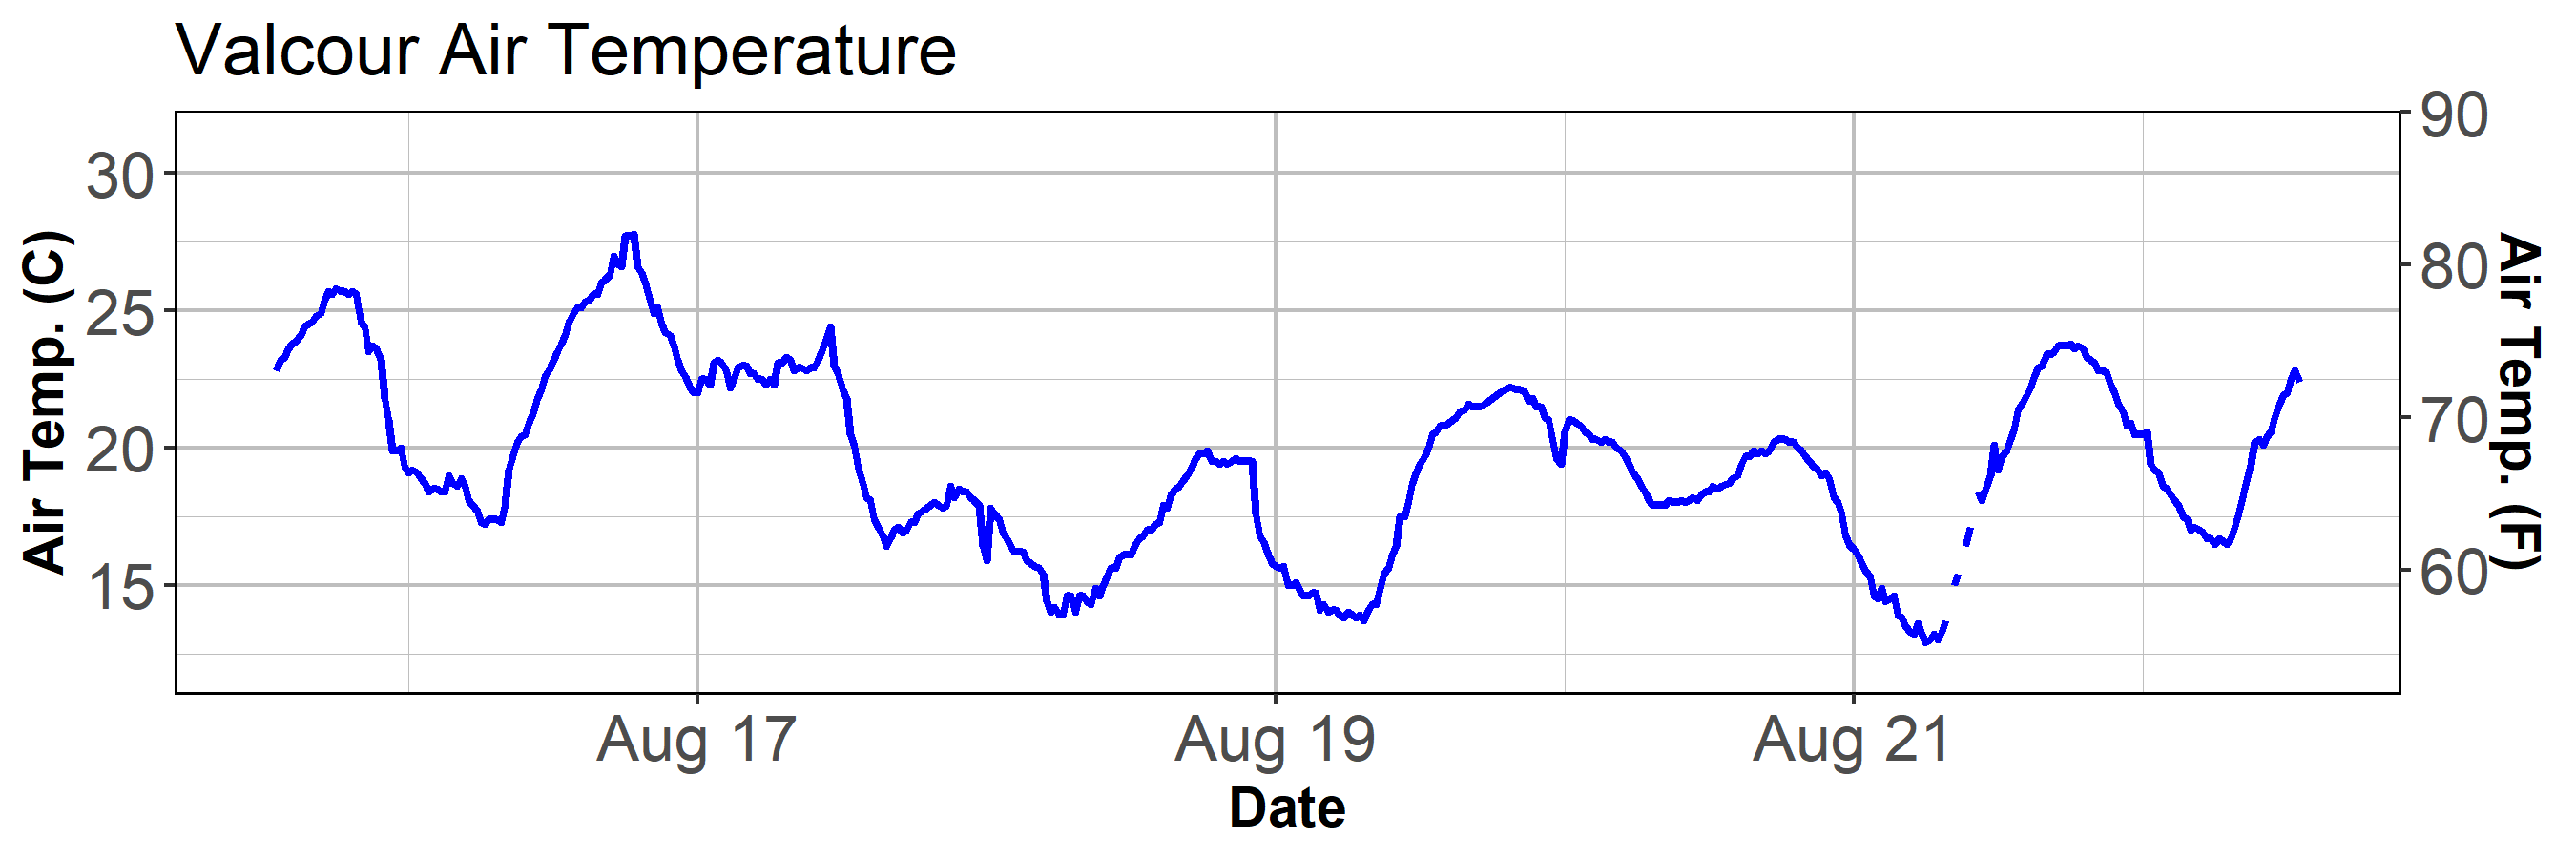 Valcour Air Temperature
Air Temp. (C)
30
25
20
15
90
80
70
60
Air Temp. (F)
Aug 17
Aug 19
Aug 21
Date